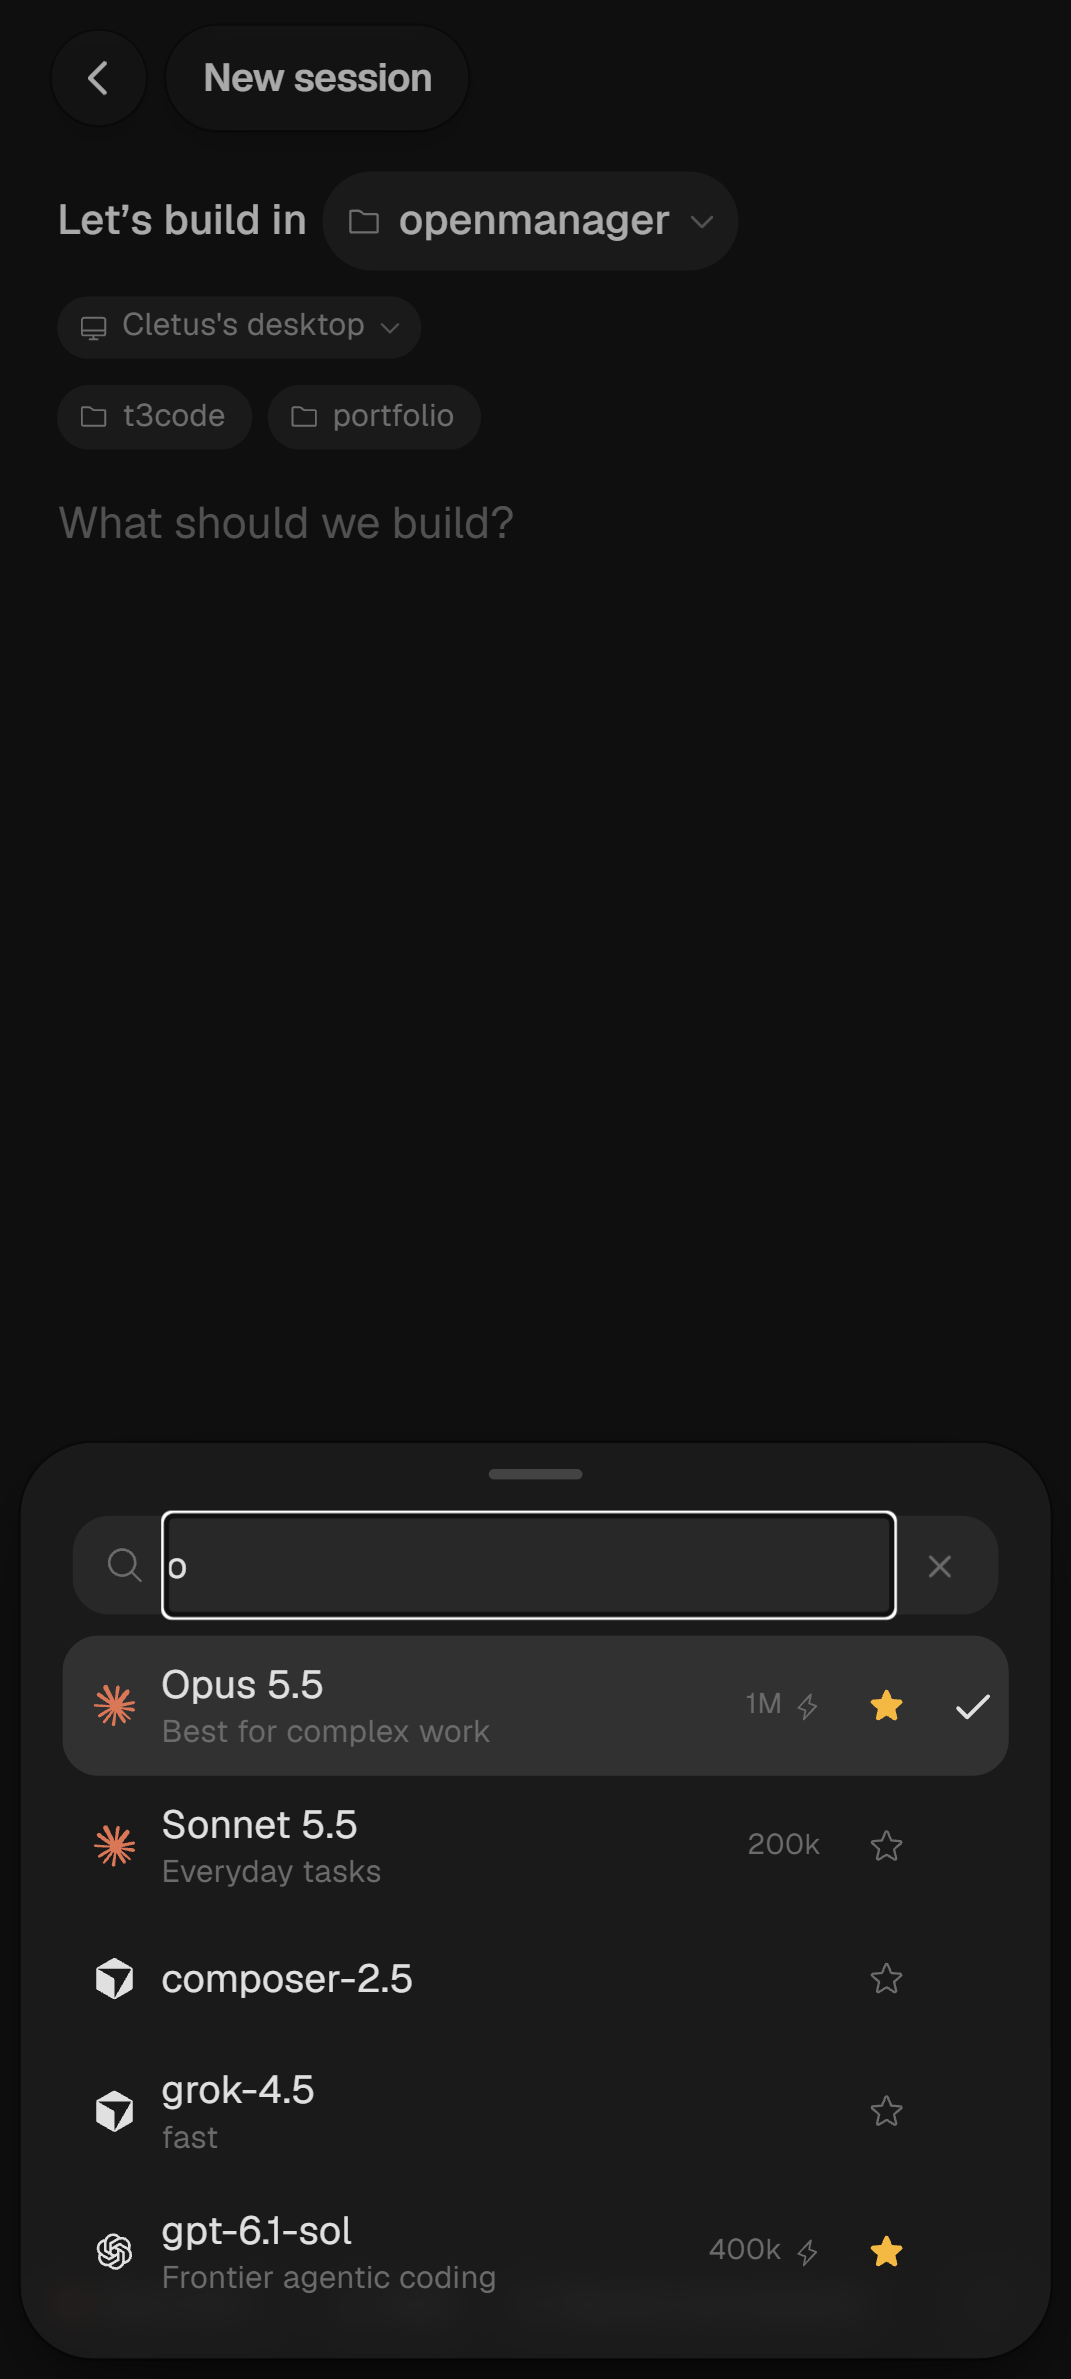 New session
Let’s build in openmanager
Cletus's desktop
t3code portfolio
What should we build?
o
Opus 5.5
Best for complex work
1M
Sonnet 5.5
Everyday tasks
200k
composer-2.5
grok-4.5
fast
gpt-6.1-sol
Frontier agentic coding
400k